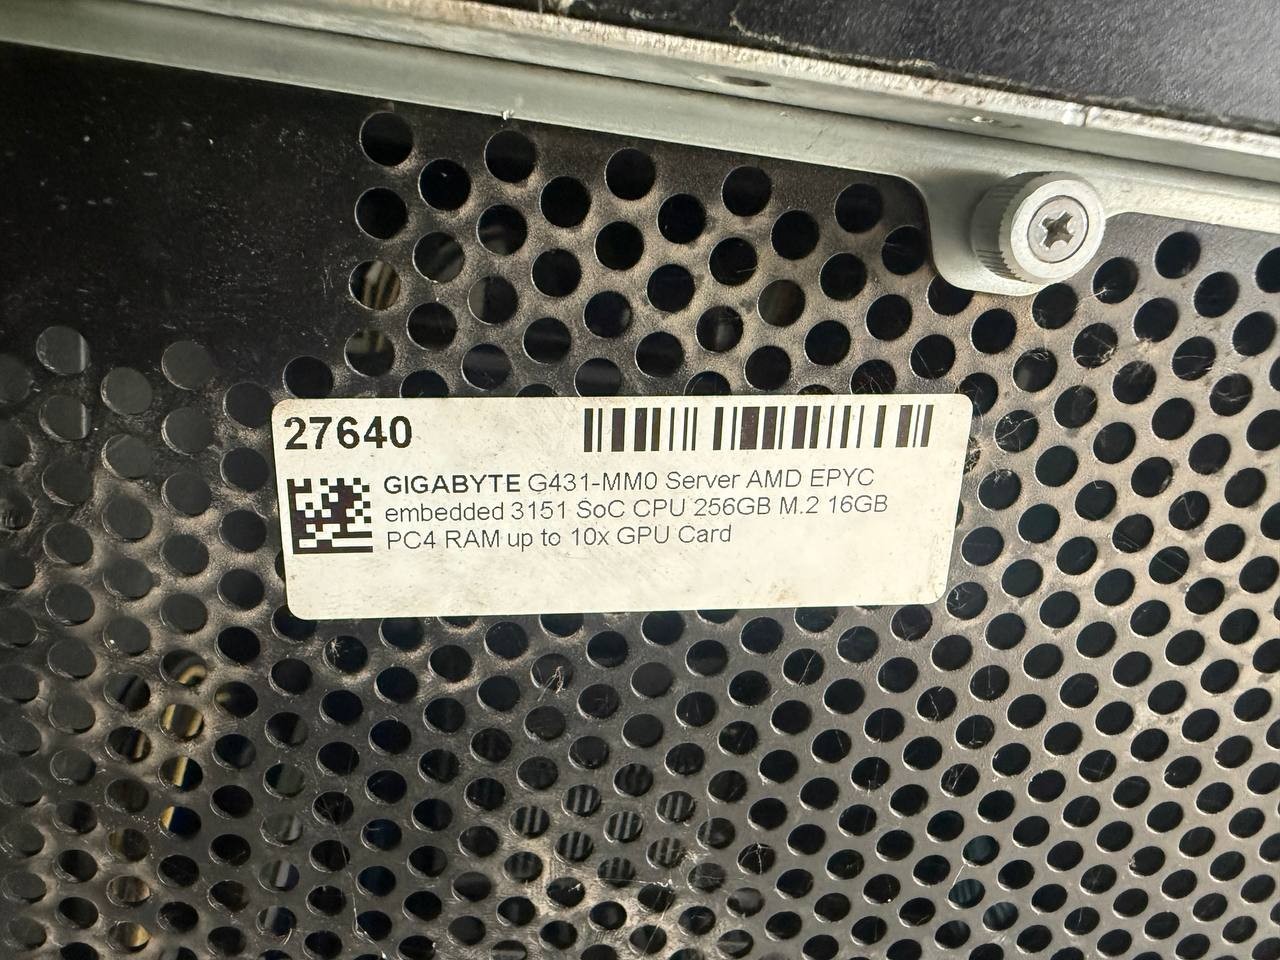 27640
GIGABYTE G431-MM0 Server AMD EPYC
embedded 3151 SoC CPU 256GB M.2 16GB
PC4 RAM up to 10x GPU Card